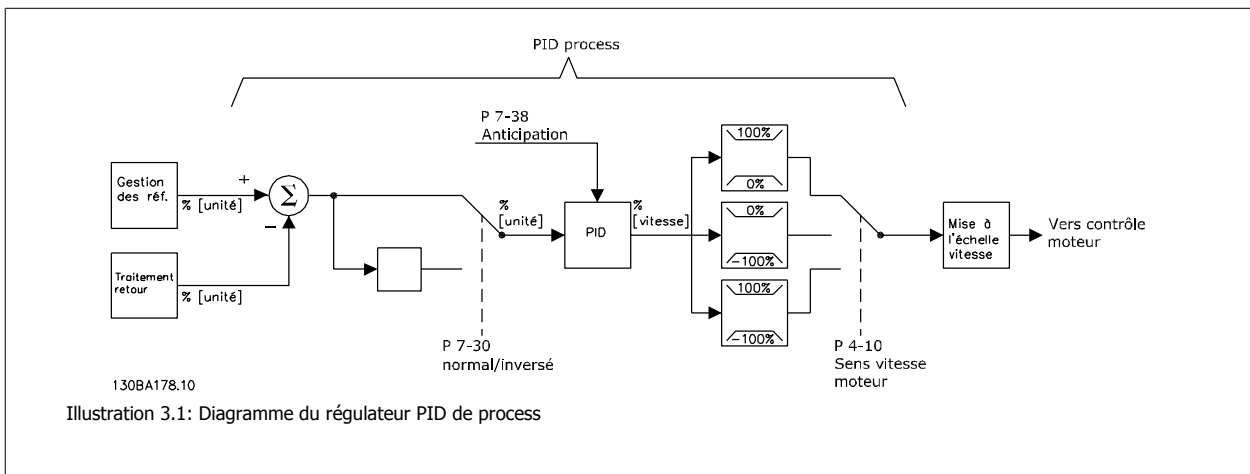 PID process
P 7-38
Anticipation
Gestion
des réf.
+
% [unité]
Σ
−
Traitement
retour
% [unité]
P 7-30
normal/inversé
%
[unité]
PID
%
[vitesse]
100%
0%
0%
-100%
100%
-100%
P 4-10
Sens vitesse
moteur
Mise à
l'échelle
vitesse
Vers contrôle
moteur
130BA178.10
Illustration 3.1: Diagramme du régulateur PID de process